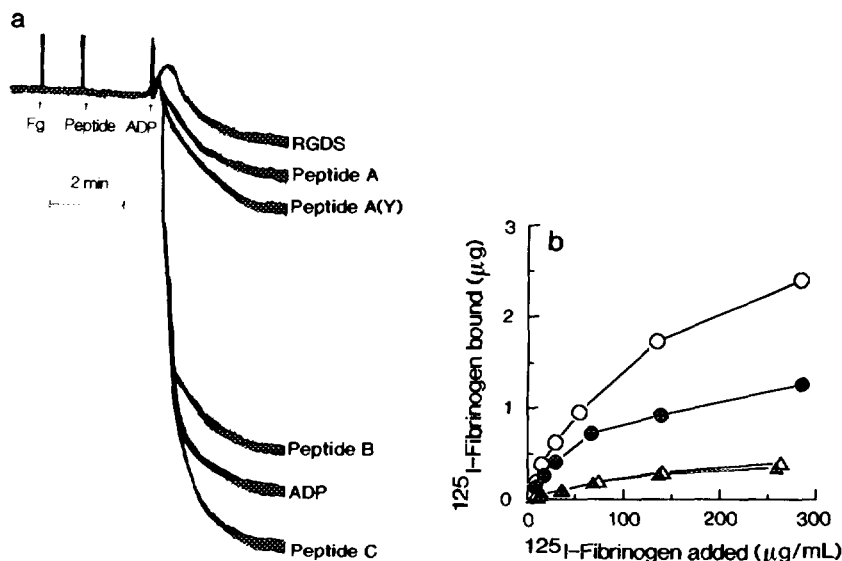 a
Fg Peptide ADP
2 min
RGDS
Peptide A
Peptide A(Y)
Peptide B
ADP
Peptide C
b
¹²⁵I-Fibrinogen bound (µg)
3
2
1
0
0 100 200 300
¹²⁵I-Fibrinogen added (µg/mL)